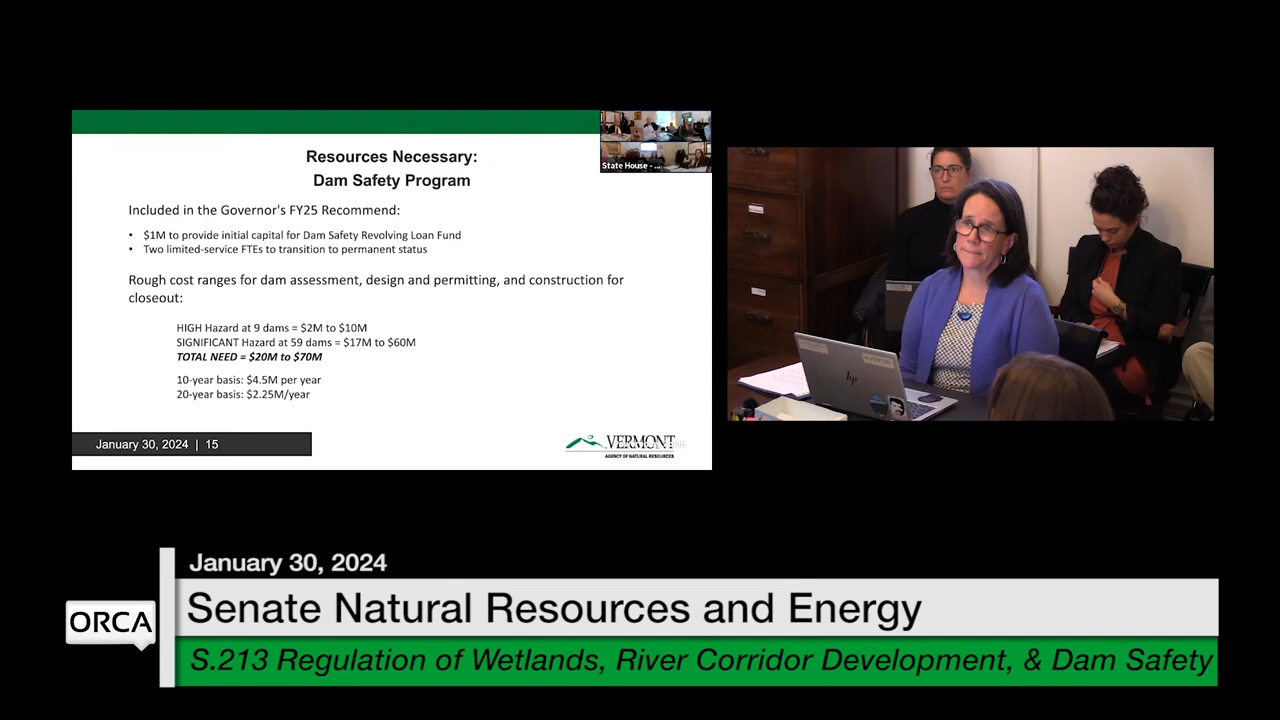 Resources Necessary:
Dam Safety Program
State House - ...
Included in the Governor's FY25 Recommend:
• $1M to provide initial capital for Dam Safety Revolving Loan Fund
• Two limited-service FTEs to transition to permanent status
Rough cost ranges for dam assessment, design and permitting, and construction for
closeout:
HIGH Hazard at 9 dams = $2M to $10M
SIGNIFICANT Hazard at 59 dams = $17M to $60M
TOTAL NEED = $20M to $70M
10-year basis: $4.5M per year
20-year basis: $2.25M/year
January 30, 2024 | 15
VERMONT
AGENCY OF NATURAL RESOURCES
hp
January 30, 2024
ORCA
Senate Natural Resources and Energy
S.213 Regulation of Wetlands, River Corridor Development, & Dam Safety